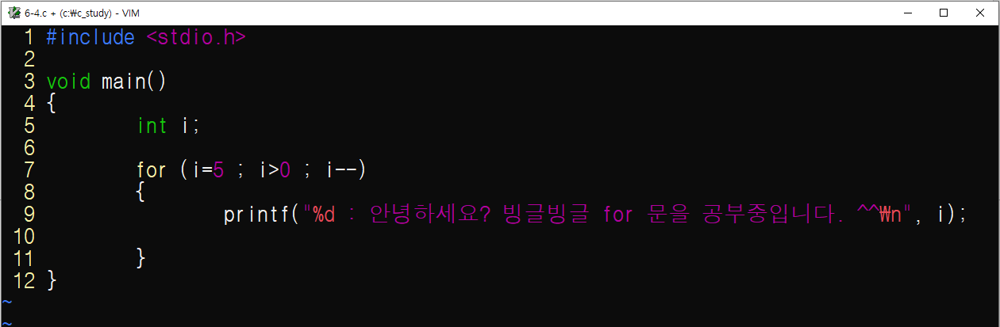 6-4.c + (c:₩c_study) - VIM
1 #include <stdio.h>
2
3 void main()
4 {
5 int i;
6
7 for (i=5 ; i>0 ; i--)
8 {
9 printf("%d : 안녕하세요? 빙글빙글 for 문을 공부중입니다. ^^₩n", i);
10
11 }
12 }
~
~